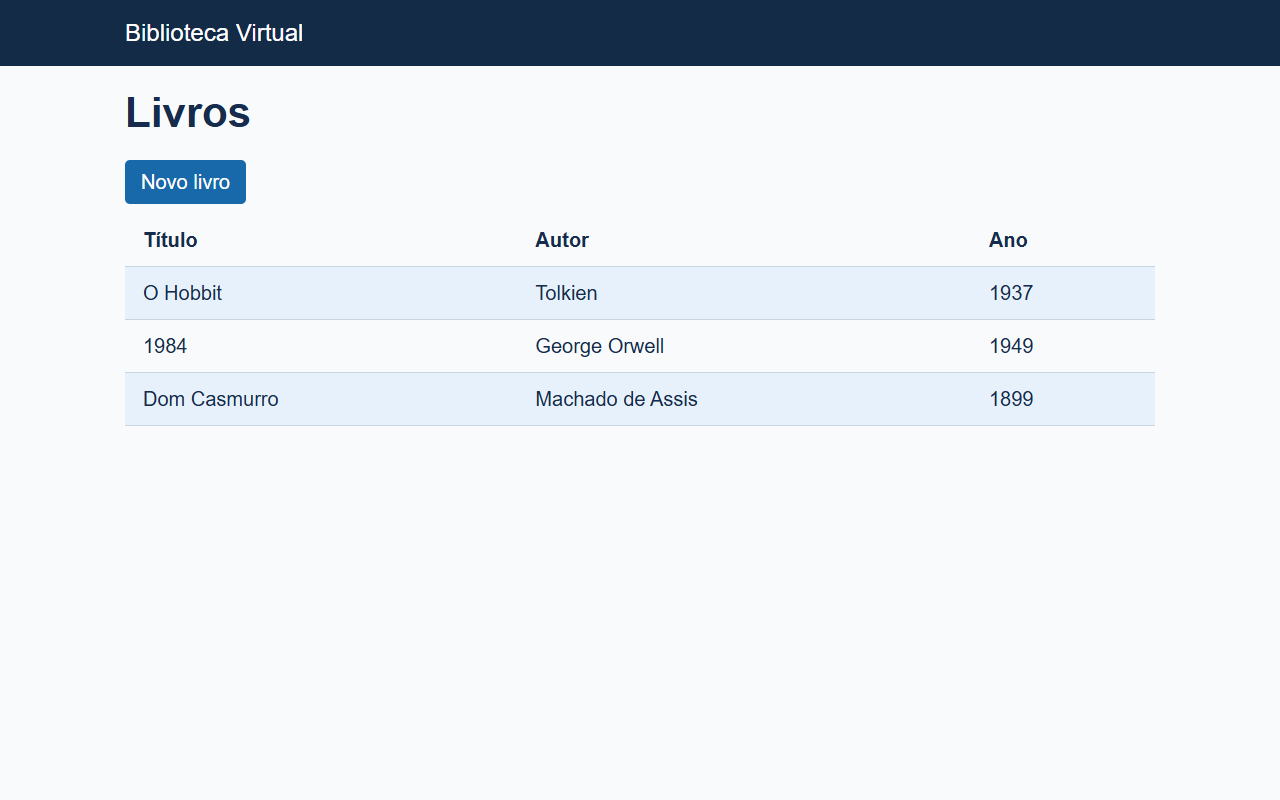 Biblioteca Virtual
Livros
Novo livro
Título Autor Ano
O Hobbit Tolkien 1937
1984 George Orwell 1949
Dom Casmurro Machado de Assis 1899